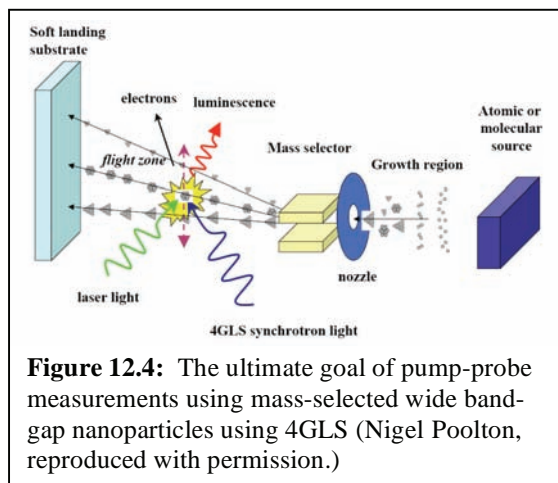 Soft landing
substrate
electrons
luminescence
Mass selector
Atomic or
molecular
source
Growth region
flight zone
nozzle
laser light
4GLS synchrotron light
Figure 12.4: The ultimate goal of pump-probe
measurements using mass-selected wide band-
gap nanoparticles using 4GLS (Nigel Poolton,
reproduced with permission.)